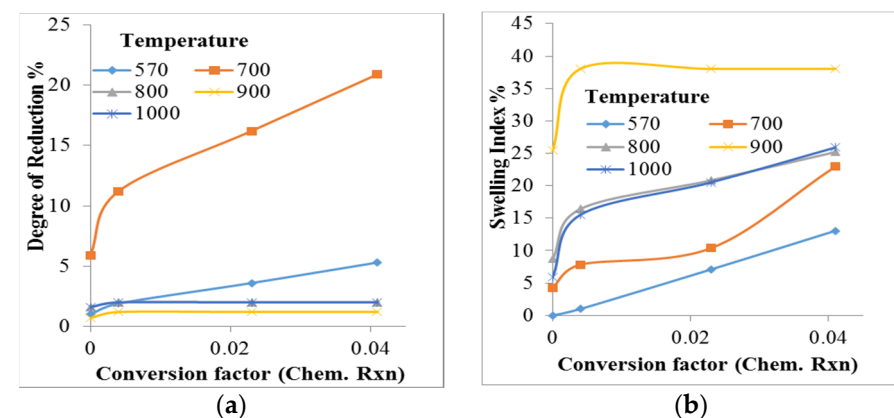 25
20
15
10
5
0
Degree of Reduction %
Temperature
570 700
800 900
1000
0 0.02 0.04
Conversion factor (Chem. Rxn)
(a)
45
40
35
30
25
20
15
10
5
0
Swelling Index %
Temperature
570 700
800 900
1000
0 0.02 0.04
Conversion factor (Chem. Rxn)
(b)